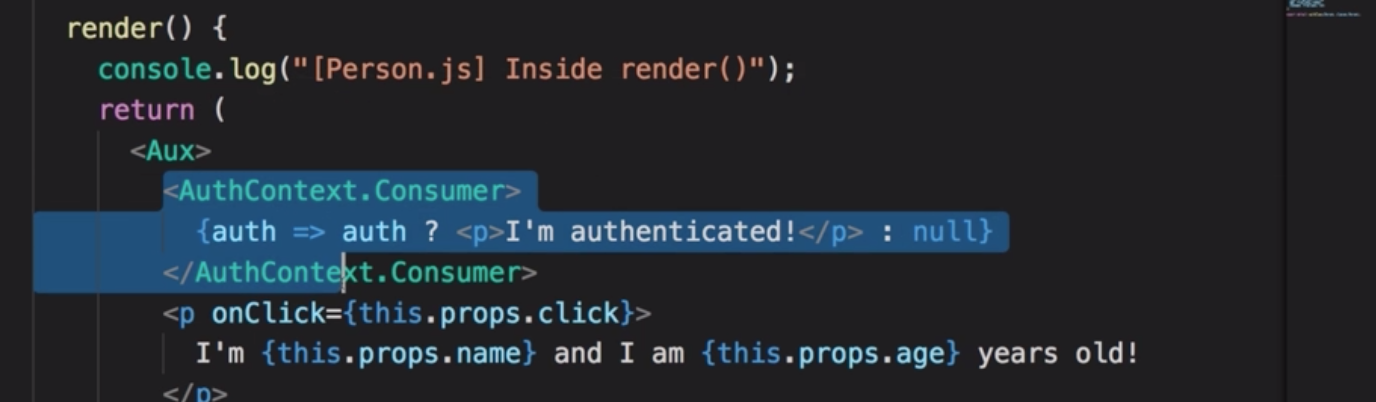 render() {
console.log("[Person.js] Inside render()");
return (
<Aux>
<AuthContext.Consumer>
{auth => auth ? <p>I'm authenticated!</p> : null}
</AuthContext.Consumer>
<p onClick={this.props.click}>
I'm {this.props.name} and I am {this.props.age} years old!
</p>